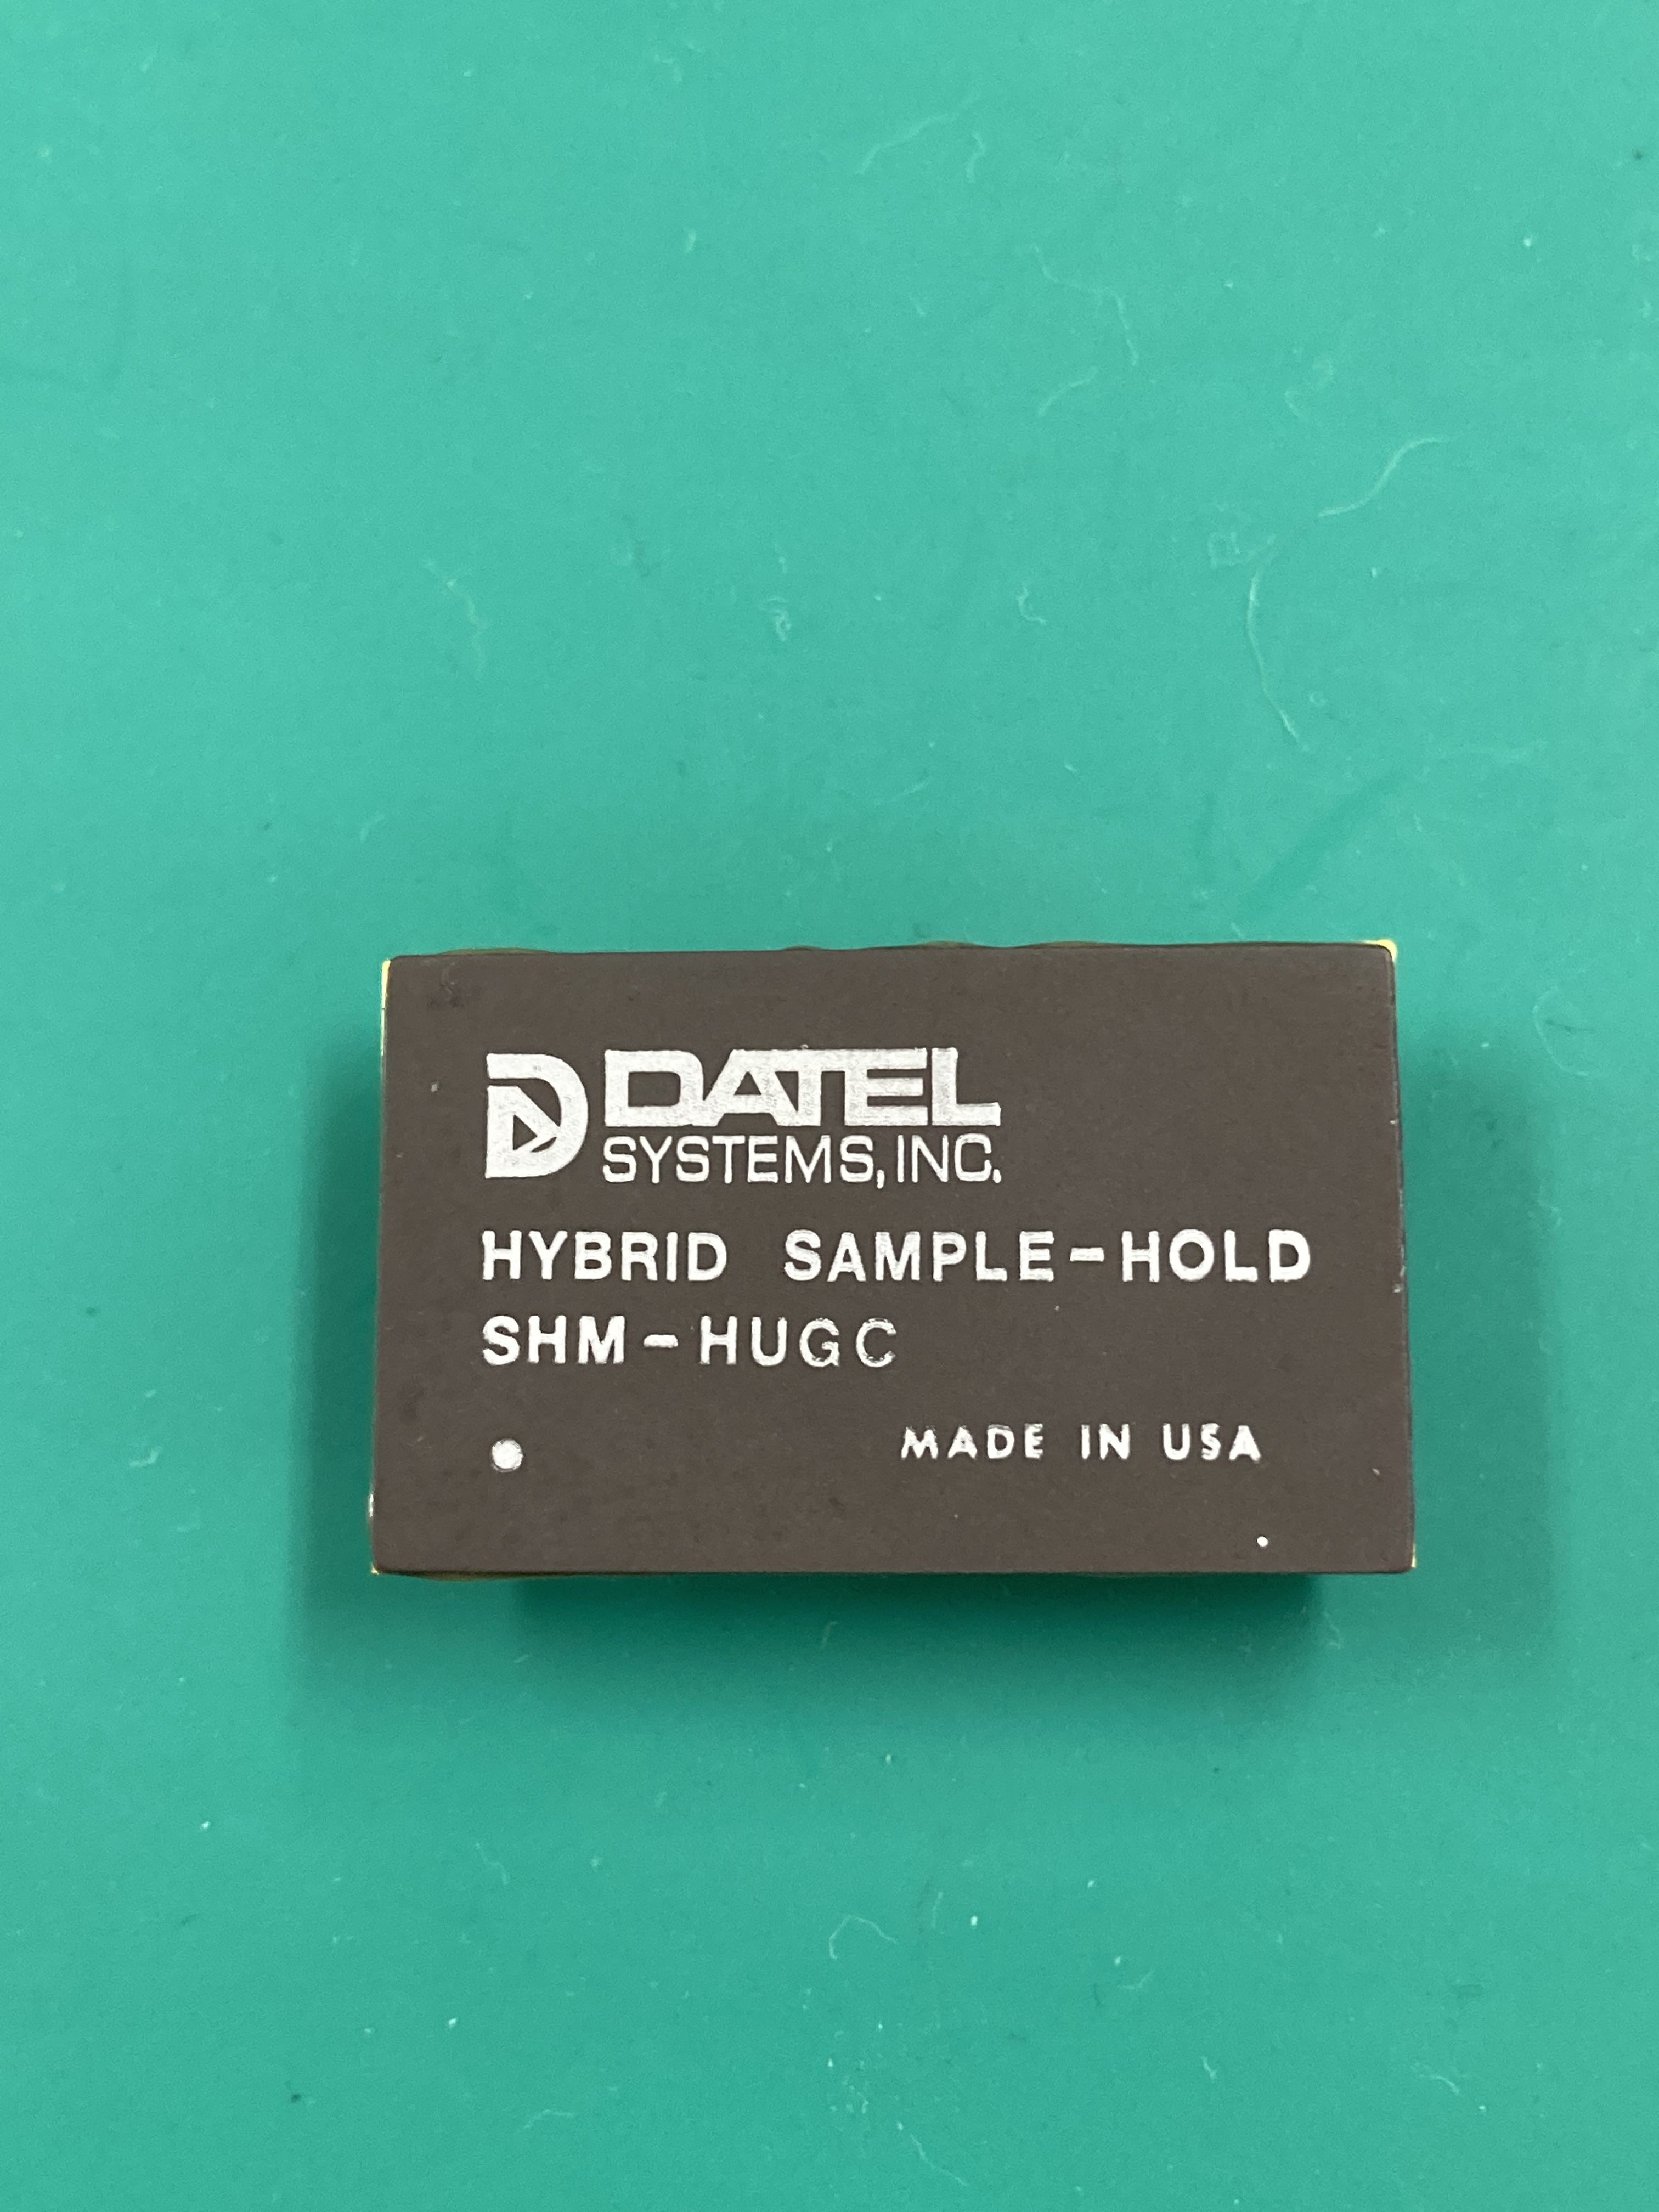 DATEL
SYSTEMS, INC.
HYBRID SAMPLE-HOLD
SHM-HUGC
MADE IN USA